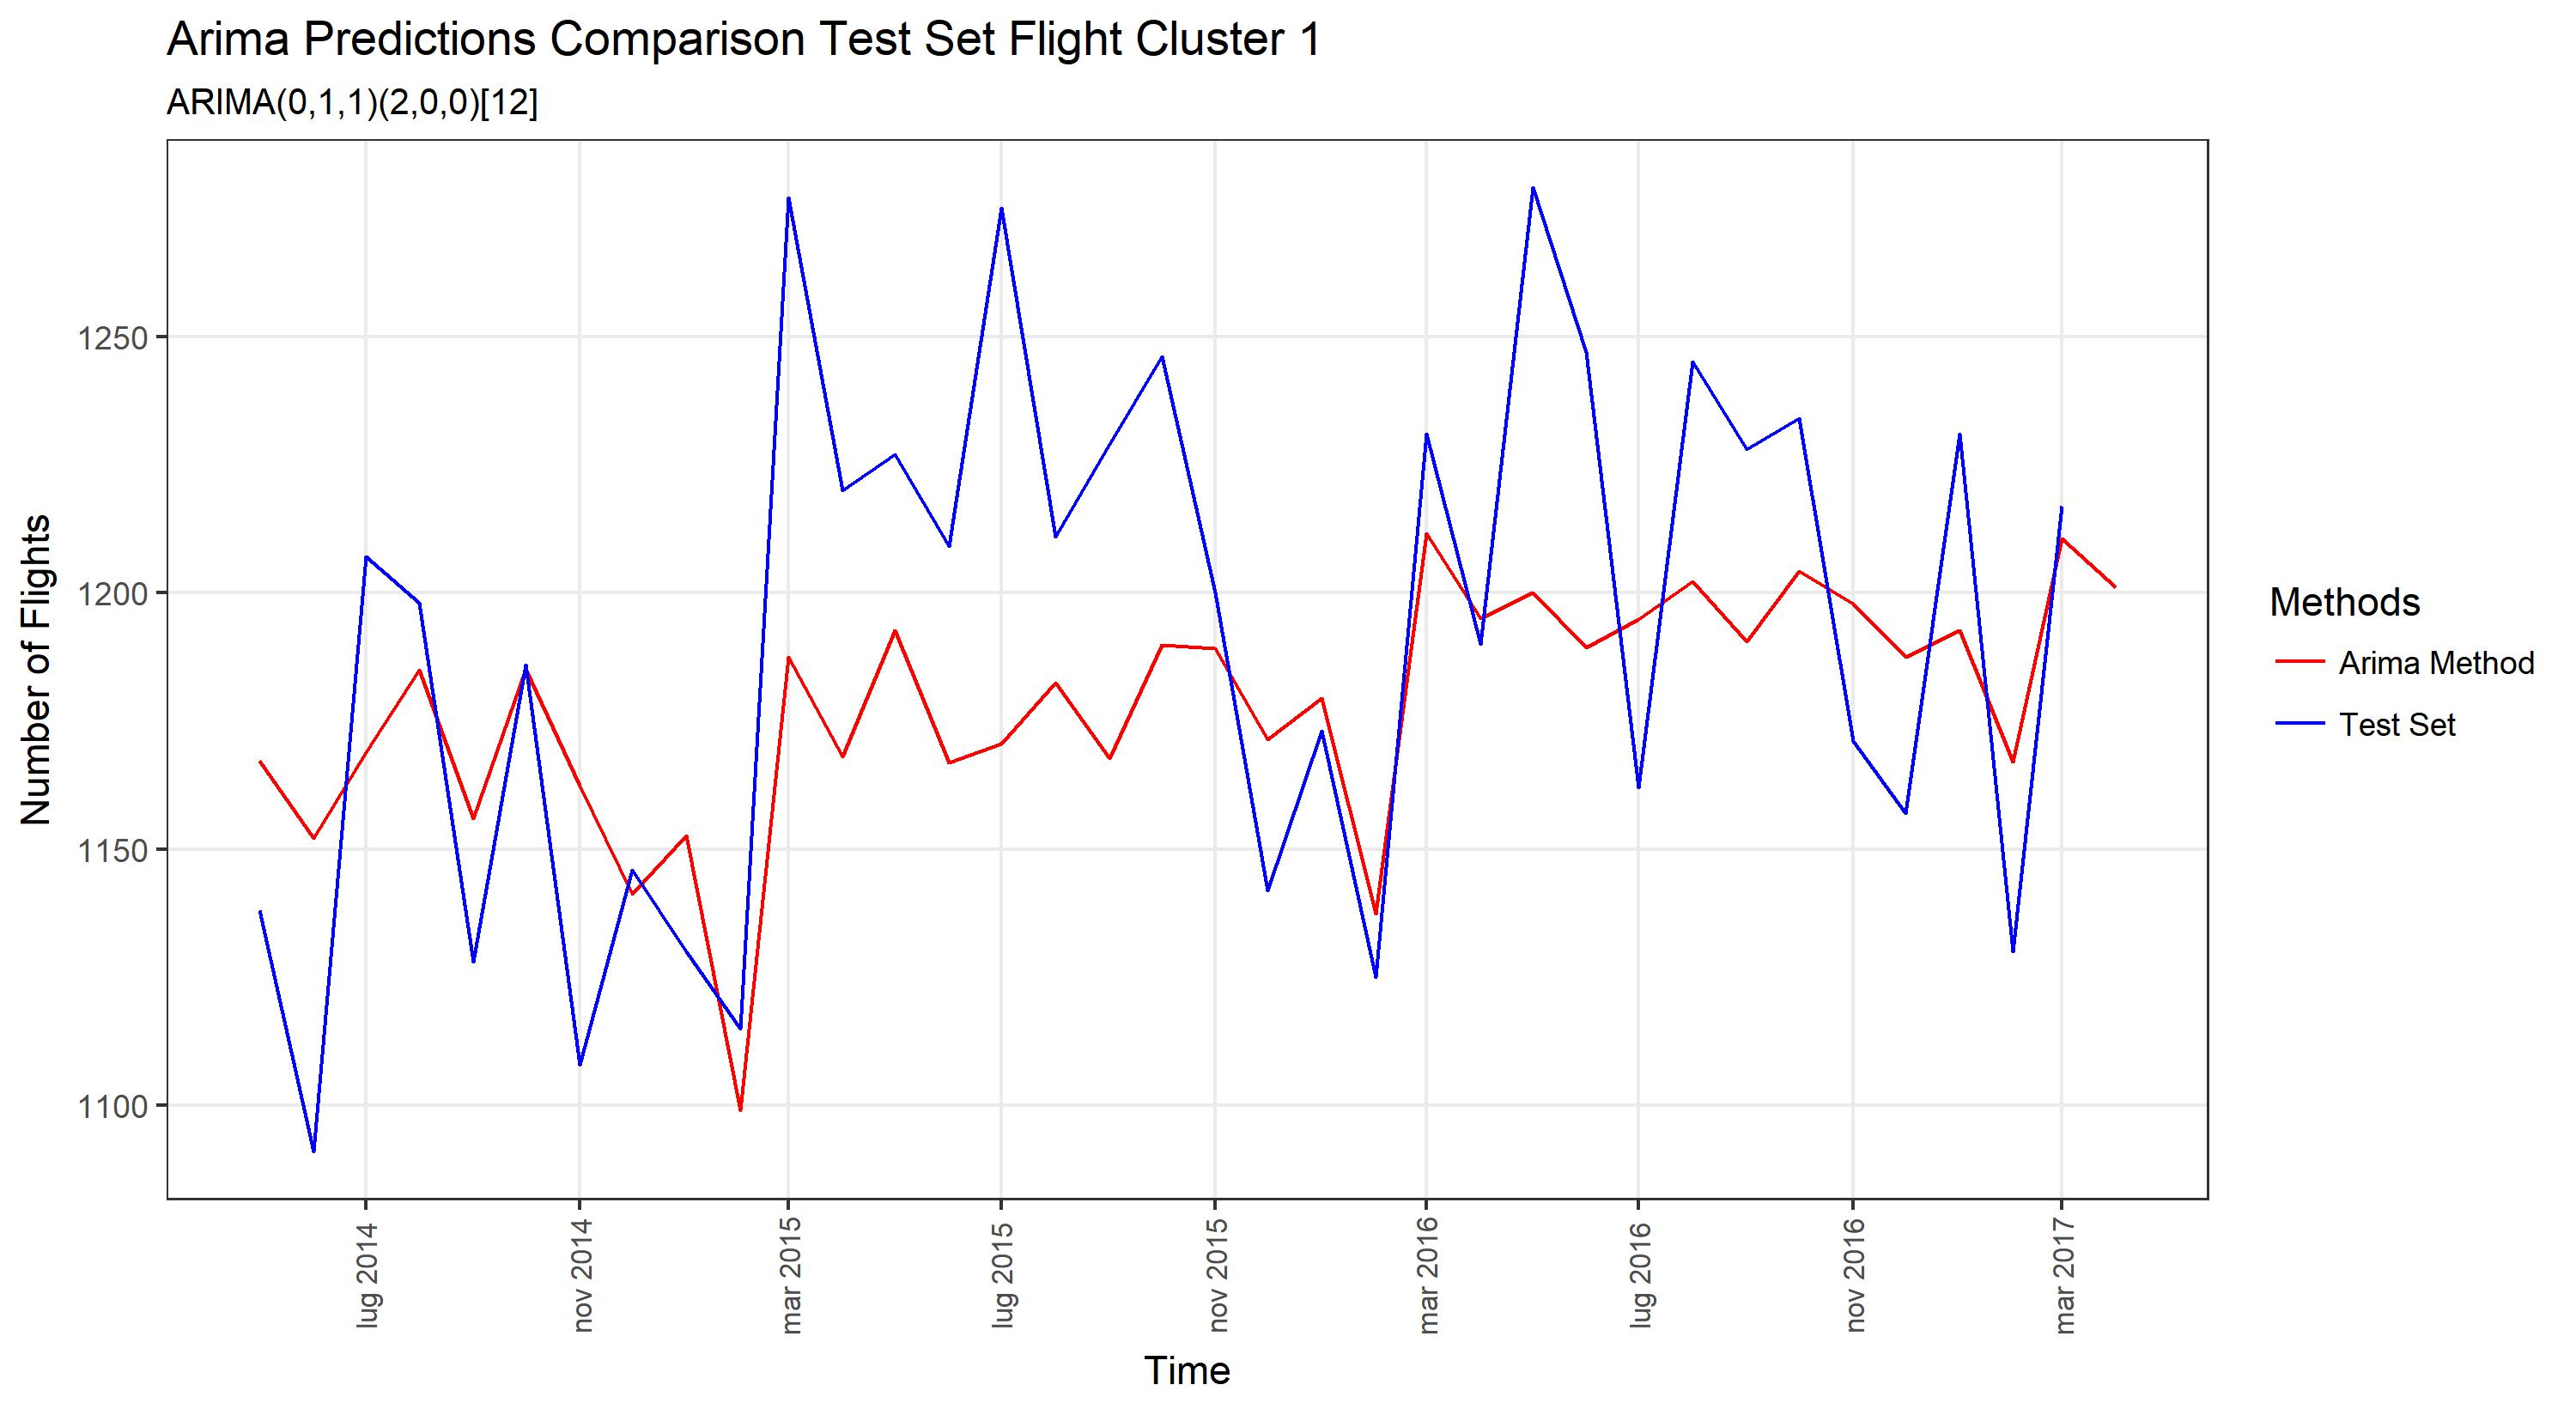 Arima Predictions Comparison Test Set Flight Cluster 1
ARIMA(0,1,1)(2,0,0)[12]
Number of Flights
1250
1200
1150
1100
lug 2014
nov 2014
mar 2015
lug 2015
nov 2015
mar 2016
lug 2016
nov 2016
mar 2017
Time
Methods
Arima Method
Test Set